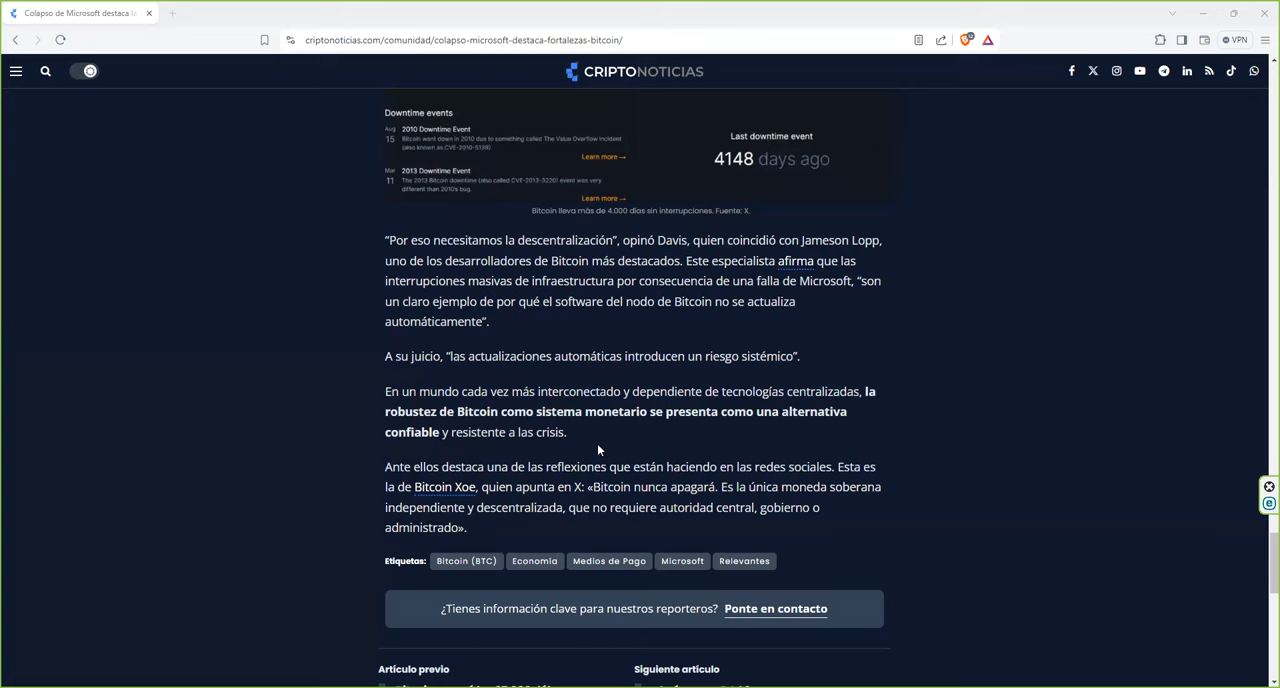 Colapso de Microsoft destaca la
criptonoticias.com/comunidad/colapso-microsoft-destaca-fortalezas-bitcoin/
VPN
CRIPTONOTICIAS
Downtime events
Aug
15
2010 Downtime Event
Bitcoin went down in 2010 due to something called The Value Overflow Incident
(also known as CVE-2010-5139)
Learn more →
Mar
11
2013 Downtime Event
The 2013 Bitcoin downtime (also called CVE-2013-3220) event was very
different than 2010's bug.
Learn more →
Last downtime event
4148 days ago
Bitcoin lleva más de 4.000 días sin interrupciones. Fuente: X.
“Por eso necesitamos la descentralización”, opinó Davis, quien coincidió con Jameson Lopp,
uno de los desarrolladores de Bitcoin más destacados. Este especialista afirma que las
interrupciones masivas de infraestructura por consecuencia de una falla de Microsoft, “son
un claro ejemplo de por qué el software del nodo de Bitcoin no se actualiza
automáticamente”.
A su juicio, “las actualizaciones automáticas introducen un riesgo sistémico”.
En un mundo cada vez más interconectado y dependiente de tecnologías centralizadas, la
robustez de Bitcoin como sistema monetario se presenta como una alternativa
confiable y resistente a las crisis.
Ante ellos destaca una de las reflexiones que están haciendo en las redes sociales. Esta es
la de Bitcoin Xoe, quien apunta en X: «Bitcoin nunca apagará. Es la única moneda soberana
independiente y descentralizada, que no requiere autoridad central, gobierno o
administrado».
Etiquetas: Bitcoin (BTC) Economía Medios de Pago Microsoft Relevantes
¿Tienes información clave para nuestros reporteros? Ponte en contacto
Artículo previo
Siguiente artículo